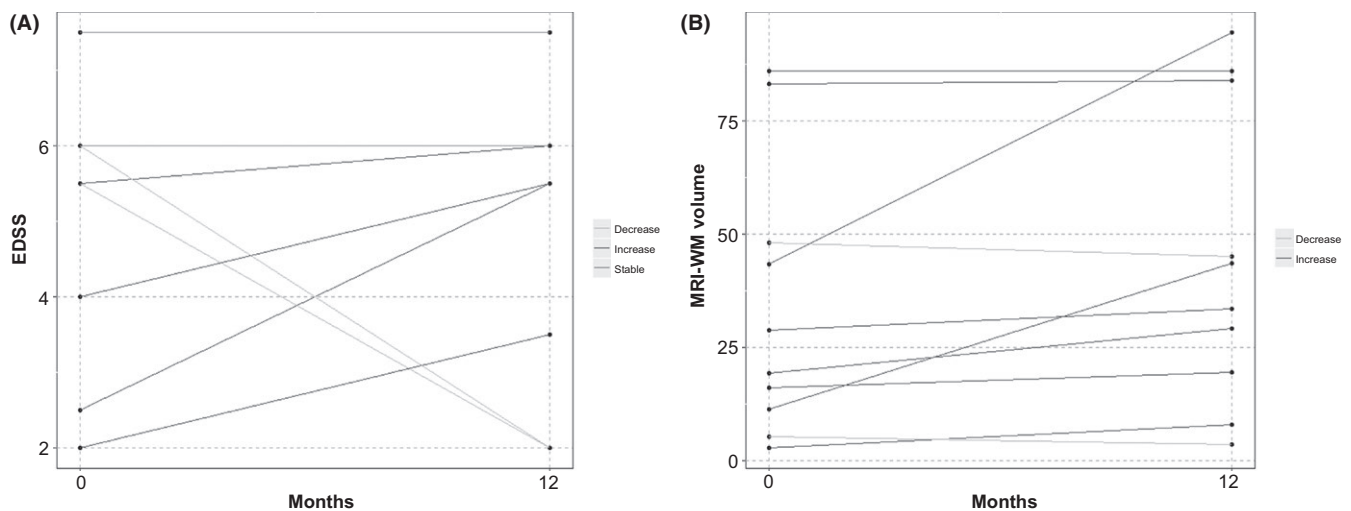 (A)
EDSS
6
4
2
0
12
Months
Decrease
Increase
Stable
(B)
MRI-WM volume
75
50
25
0
0
12
Months
Decrease
Increase